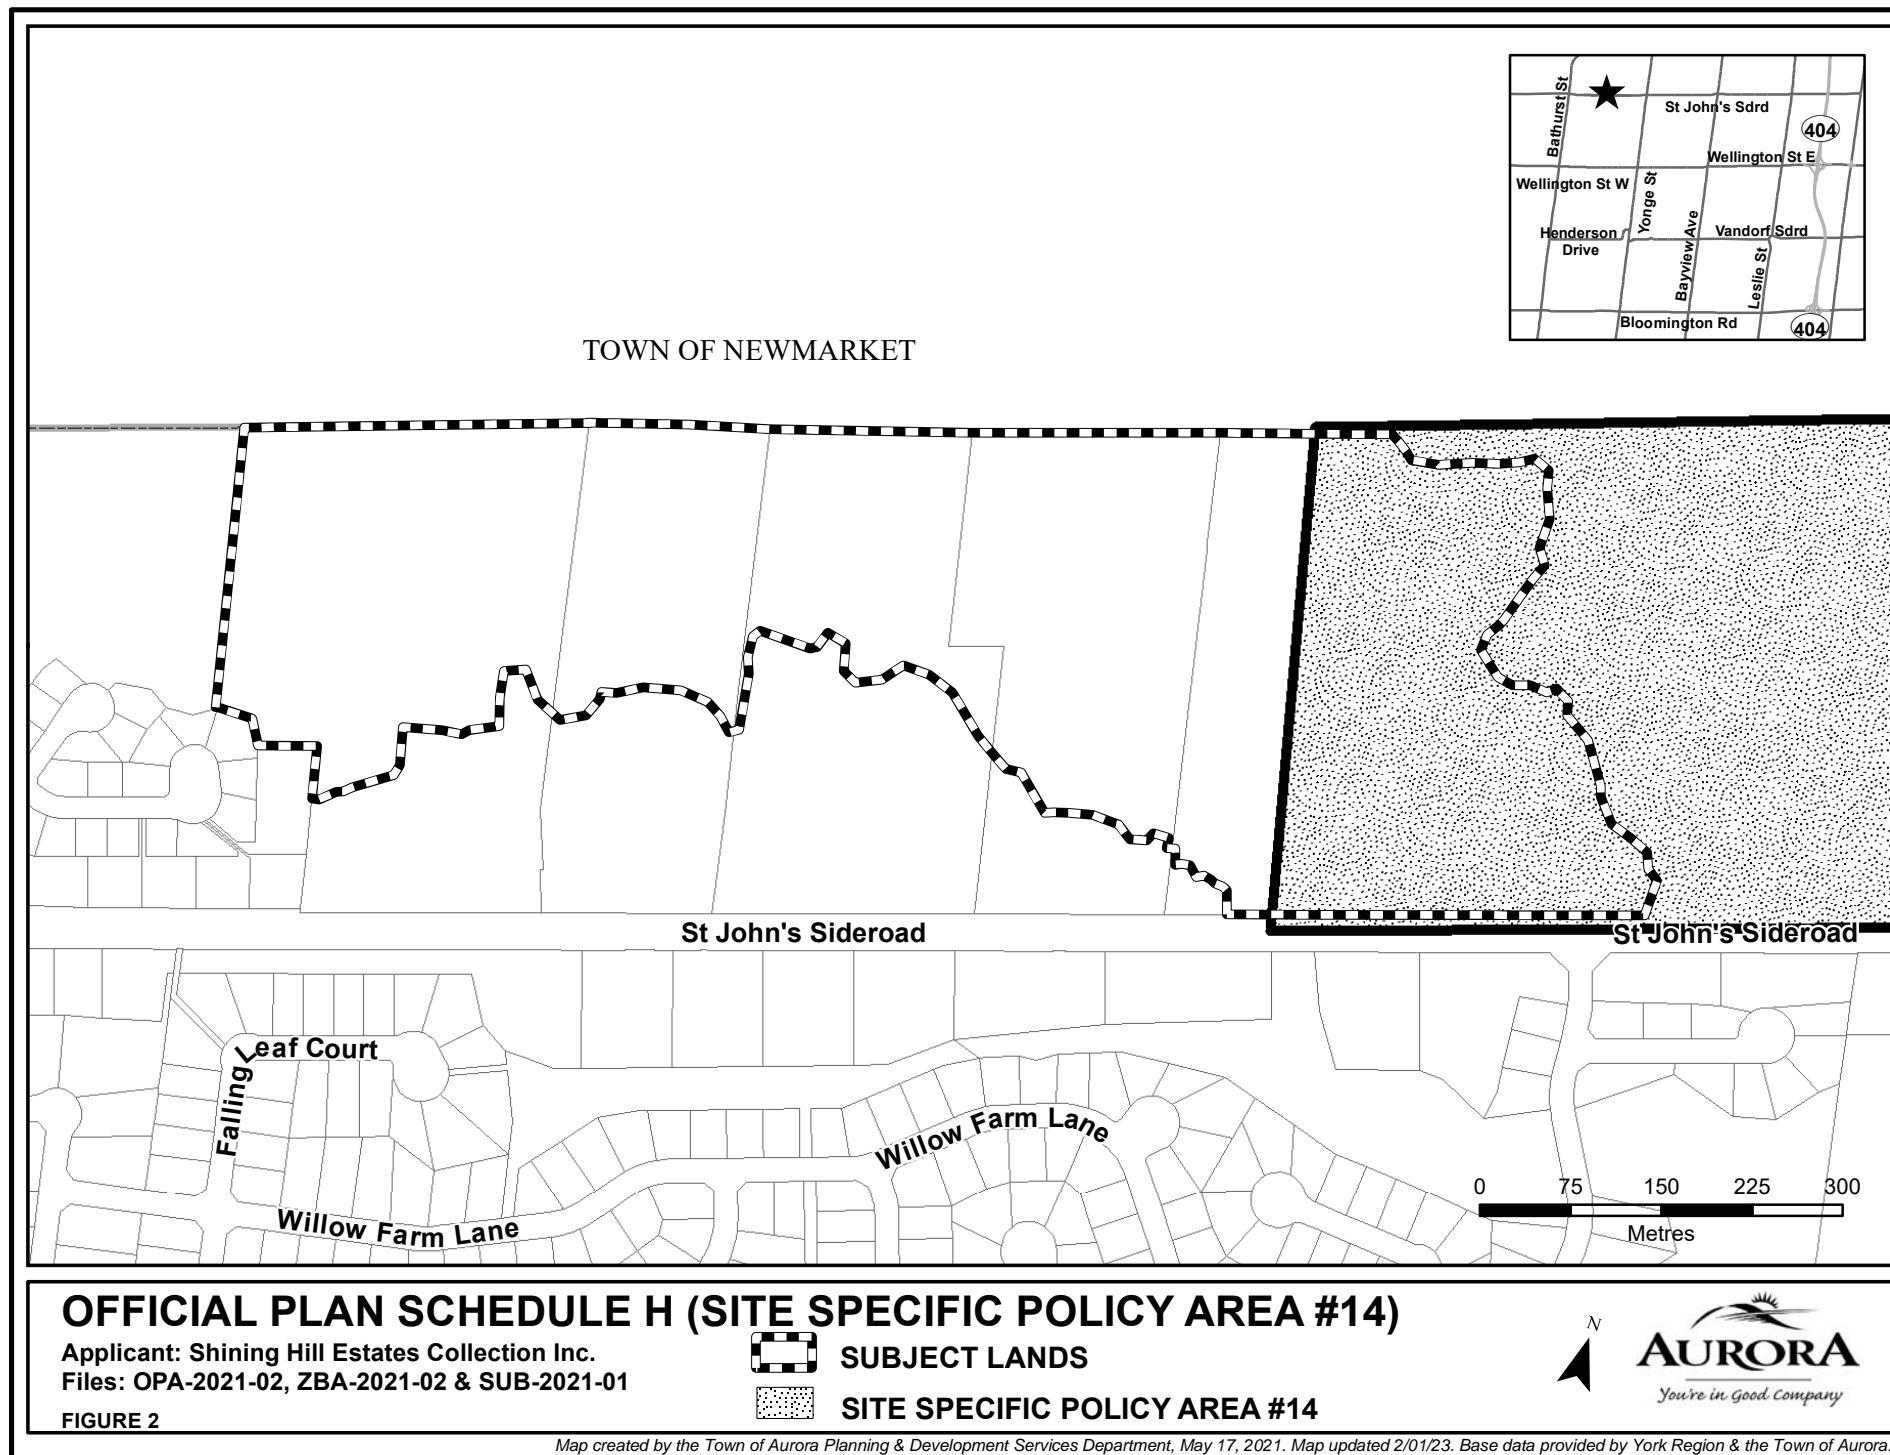 Bathurst St
St John's Sdrd
404
Wellington St E
Wellington St W
Yonge St
Henderson
Drive
Bayview Ave
Vandorf Sdrd
Leslie St
Bloomington Rd
404
TOWN OF NEWMARKET
St John's Sideroad
St John's Sideroad
Falling Leaf Court
Willow Farm Lane
Willow Farm Lane
0 75 150 225 300
Metres
OFFICIAL PLAN SCHEDULE H (SITE SPECIFIC POLICY AREA #14)
Applicant: Shining Hill Estates Collection Inc.
Files: OPA-2021-02, ZBA-2021-02 & SUB-2021-01
FIGURE 2
SUBJECT LANDS
SITE SPECIFIC POLICY AREA #14
N
AURORA
You're in Good Company
Map created by the Town of Aurora Planning & Development Services Department, May 17, 2021. Map updated 2/01/23. Base data provided by York Region & the Town of Aurora